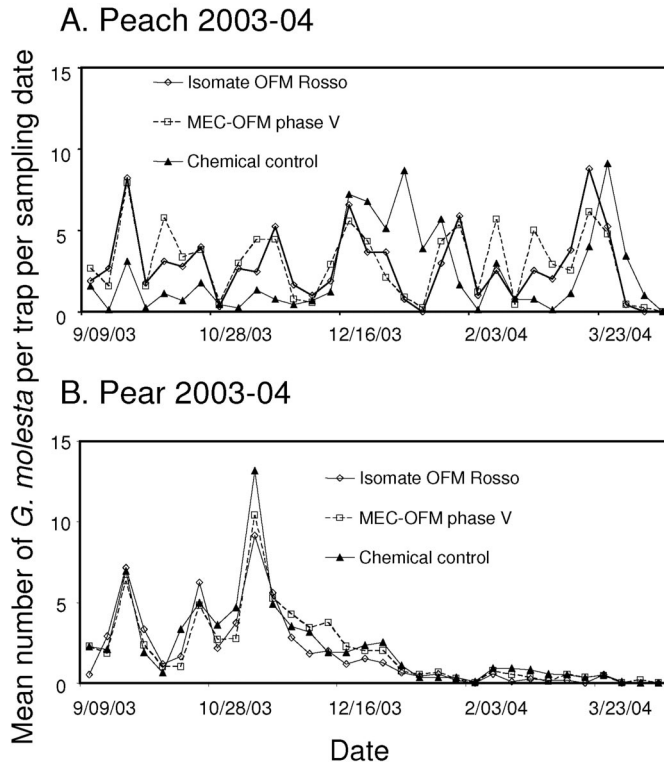 A. Peach 2003-04
15
10
5
0
Isomate OFM Rosso
MEC-OFM phase V
Chemical control
9/09/03 10/28/03 12/16/03 2/03/04 3/23/04
B. Pear 2003-04
15
10
5
0
Isomate OFM Rosso
MEC-OFM phase V
Chemical control
9/09/03 10/28/03 12/16/03 2/03/04 3/23/04
Date
Mean number of G. molesta per trap per sampling date